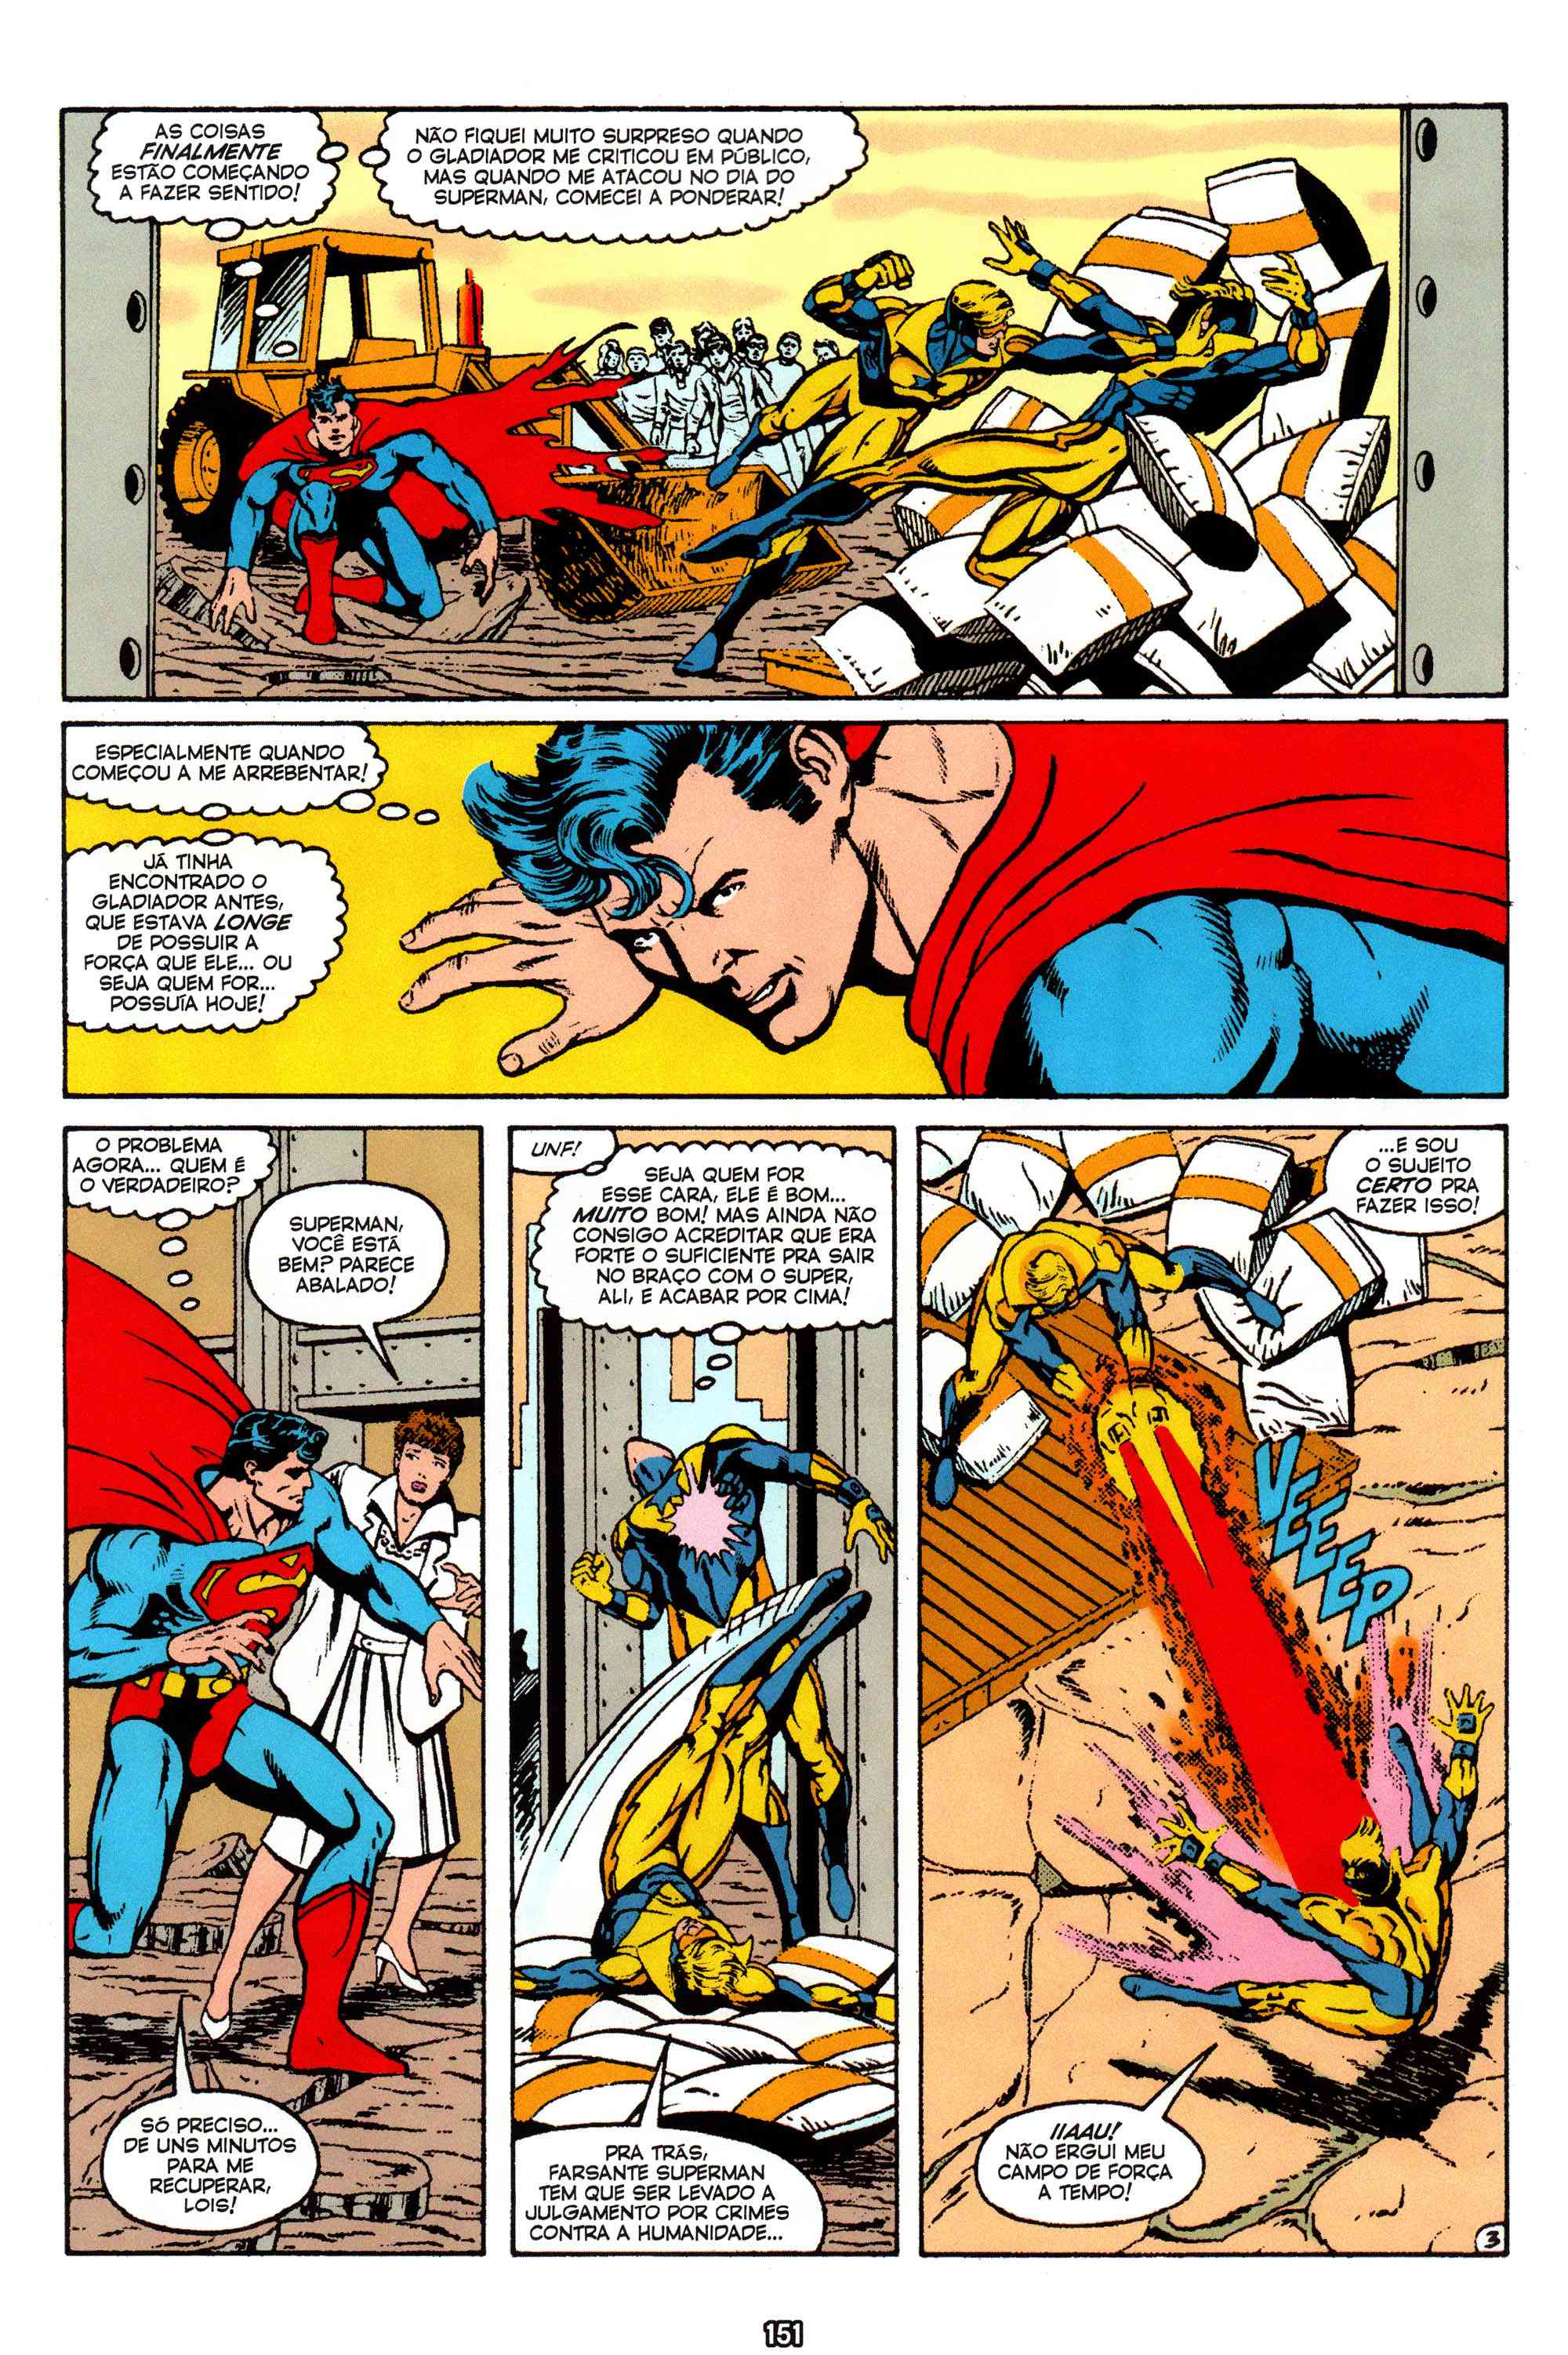 AS COISAS
FINALMENTE
ESTÃO COMEÇANDO
A FAZER SENTIDO!
NÃO FIQUEI MUITO SURPRESO QUANDO
O GLADIADOR ME CRITICOU EM PÚBLICO,
MAS QUANDO ME ATACOU NO DIA DO
SUPERMAN, COMECEI A PONDERAR!
ESPECIALMENTE QUANDO
COMEÇOU A ME ARREBENTAR!
JÁ TINHA
ENCONTRADO O
GLADIADOR ANTES,
QUE ESTAVA LONGE
DE POSSUIR A
FORÇA QUE ELE... OU
SEJA QUEM FOR...
POSSUÍA HOJE!
O PROBLEMA
AGORA... QUEM É
O VERDADEIRO?
SUPERMAN,
VOCÊ ESTÁ
BEM? PARECE
ABALADO!
SÓ PRECISO...
DE UNS MINUTOS
PARA ME
RECUPERAR,
LOIS!
UNF!
SEJA QUEM FOR
ESSE CARA, ELE É BOM...
MUITO BOM! MAS AINDA NÃO
CONSIGO ACREDITAR QUE ERA
FORTE O SUFICIENTE PRA SAIR
NO BRAÇO COM O SUPER,
ALI, E ACABAR POR CIMA!
PRA TRÁS,
FARSANTE SUPERMAN
TEM QUE SER LEVADO A
JULGAMENTO POR CRIMES
CONTRA A HUMANIDADE...
...E SOU
O SUJEITO
CERTO PRA
FAZER ISSO!
VEEEEP
IIAAU!
NÃO ERGUI MEU
CAMPO DE FORÇA
A TEMPO!
3
151